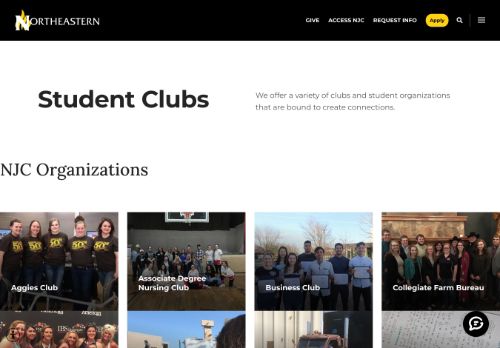 NORTHEASTERN
GIVE ACCESS NJC REQUEST INFO Apply
Student Clubs
We offer a variety of clubs and student organizations
that are bound to create connections.
NJC Organizations
Aggies Club
Associate Degree
Nursing Club
Business Club
Collegiate Farm Bureau